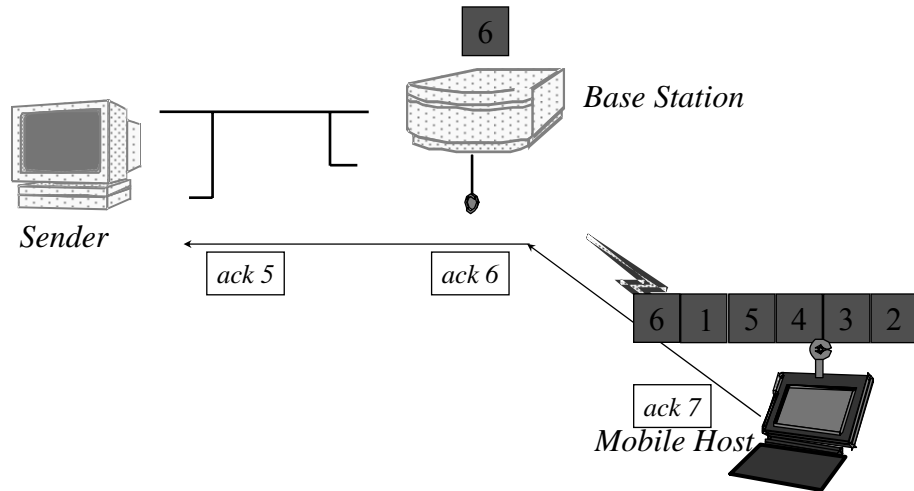 6
Base Station
Sender
ack 5
ack 6
6 1 5 4 3 2
ack 7
Mobile Host